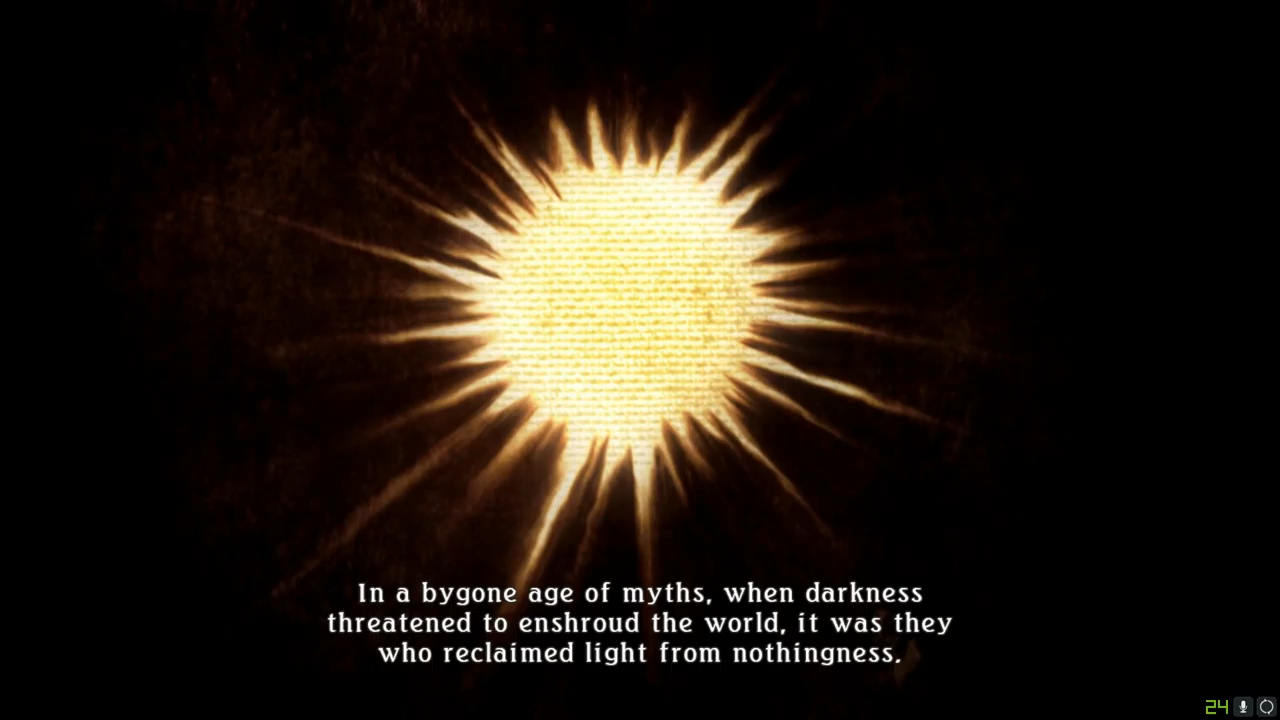 In a bygone age of myths, when darkness
threatened to enshroud the world, it was they
who reclaimed light from nothingness.
24